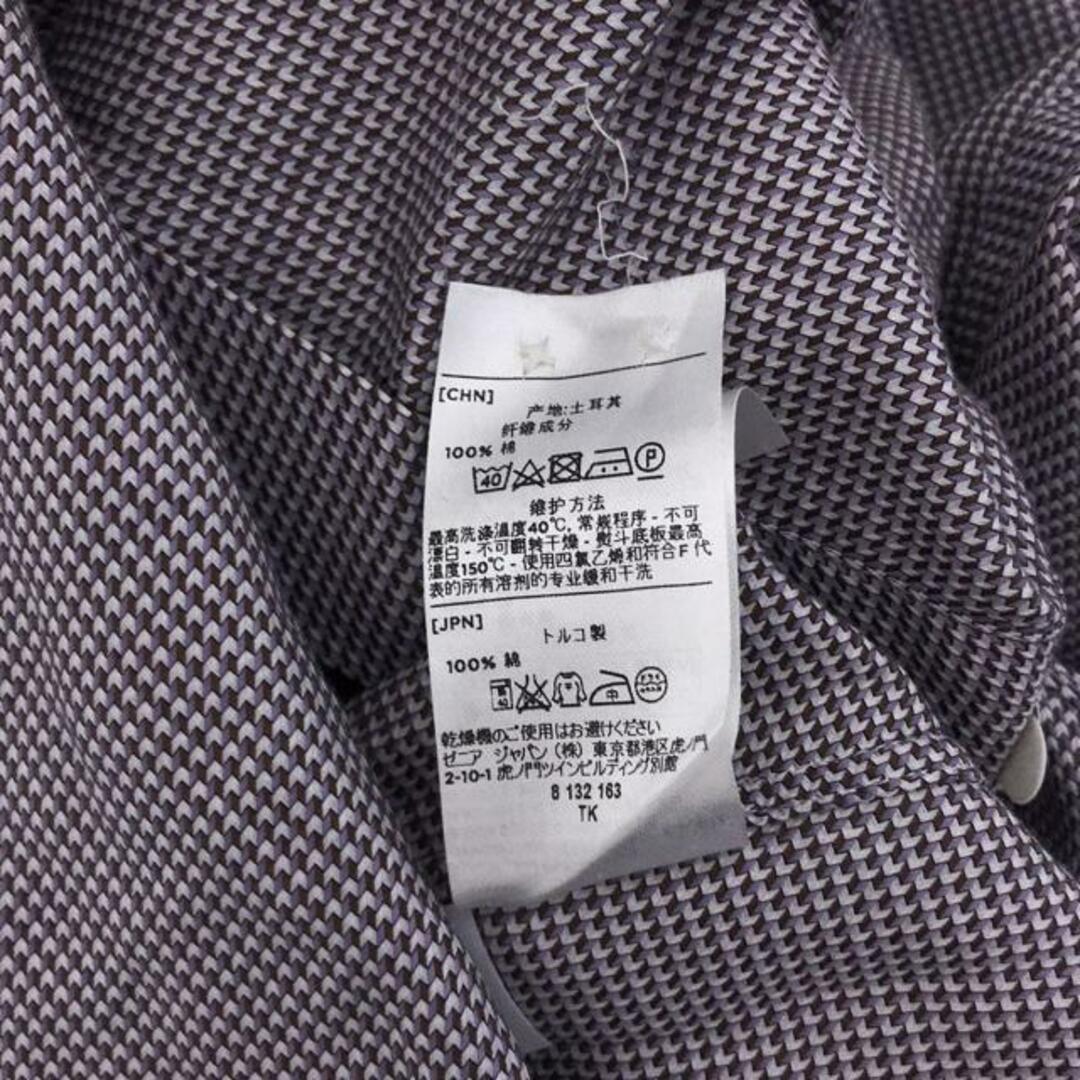 [CHN]
产地:土耳其
纤维成分
100% 棉
40
P
维护方法
最高洗涤温度40℃, 常规程序 - 不可
漂白 - 不可翻转干燥 - 熨斗底板最高
温度150℃ - 使用四氯乙烯和符合F 代
表的所有溶剂的专业缓和干洗
[JPN]
トルコ製
100% 綿
40
中
乾燥機のご使用はお避けください
ゼニア ジャパン (株) 東京都港区虎ノ門
2-10-1 虎ノ門ツインビルディング別館
8 132 163
TK